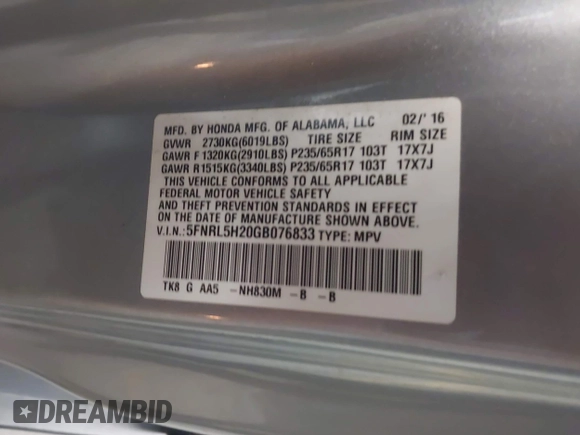 MFD. BY HONDA MFG. OF ALABAMA, LLC 02/'16
GVWR 2730KG(6019LBS) TIRE SIZE RIM SIZE
GAWR F 1320KG(2910LBS) P235/65R17 103T 17X7J
GAWR R1515KG(3340LBS) P235/65R17 103T 17X7J
THIS VEHICLE CONFORMS TO ALL APPLICABLE
FEDERAL MOTOR VEHICLE SAFETY
AND THEFT PREVENTION STANDARDS IN EFFECT
ON THE DATE OF MANUFACTURE SHOWN ABOVE.
V.I.N.:5FNRL5H20GB076833 TYPE: MPV
TK8 G AA5 -NH830M -B -B
DREAMBID